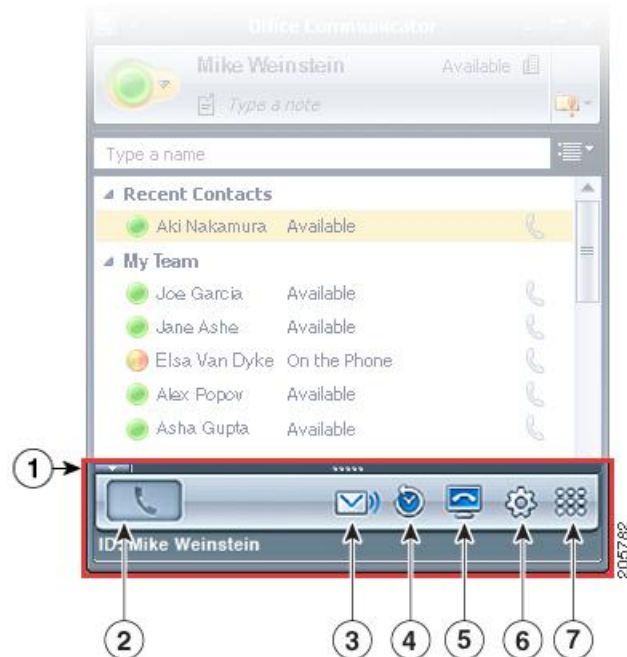 Office Communicator
Mike Weinstein Available
Type a note
Type a name
Recent Contacts
Aki Nakamura Available
My Team
Joe Garcia Available
Jane Ashe Available
Elsa Van Dyke On the Phone
Alex Popov Available
Asha Gupta Available
1
ID: Mike Weinstein
2 3 4 5 6 7
205782